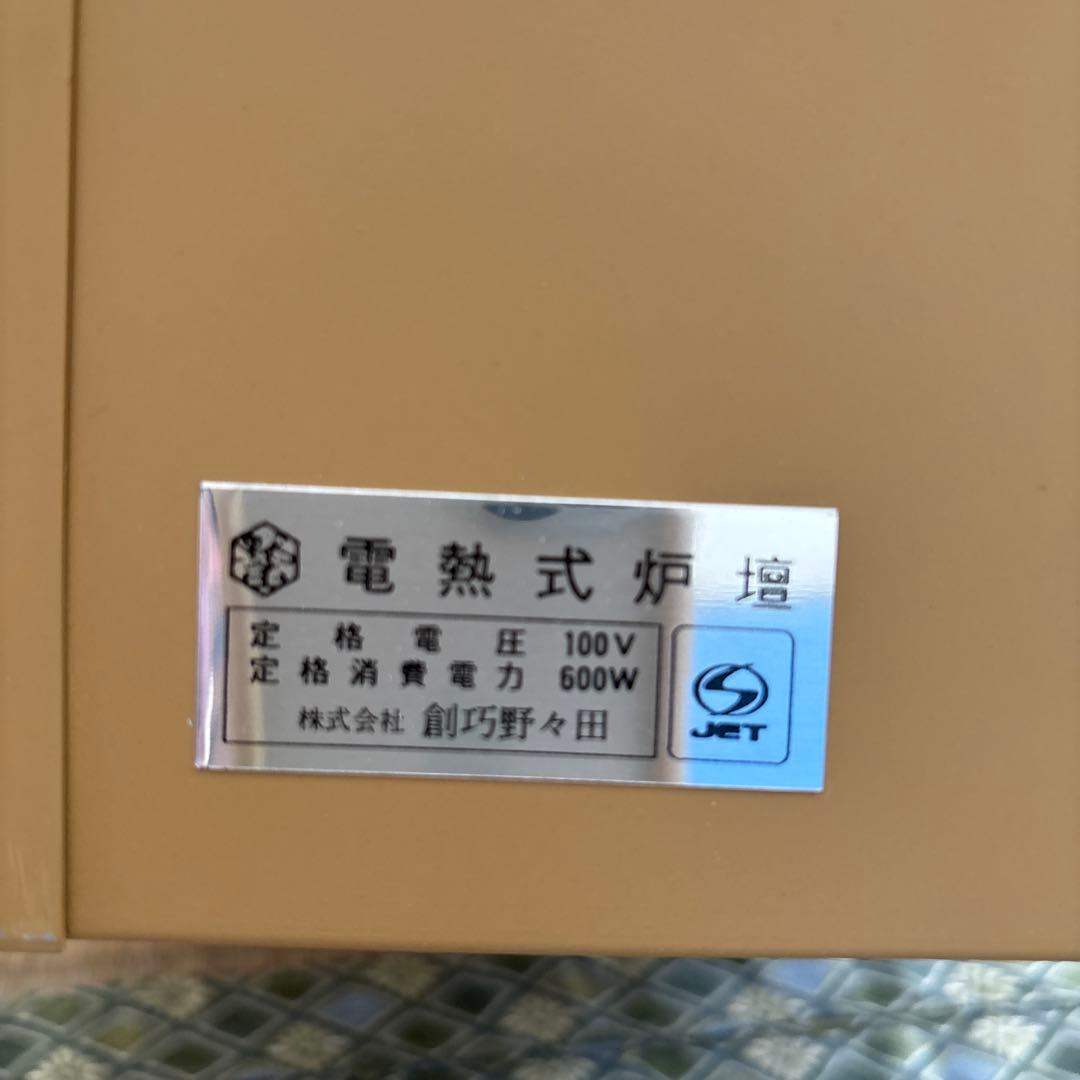 電熱式炉壇
定格電圧 100V
定格消費電力 600W
株式会社 創巧野々田
JET